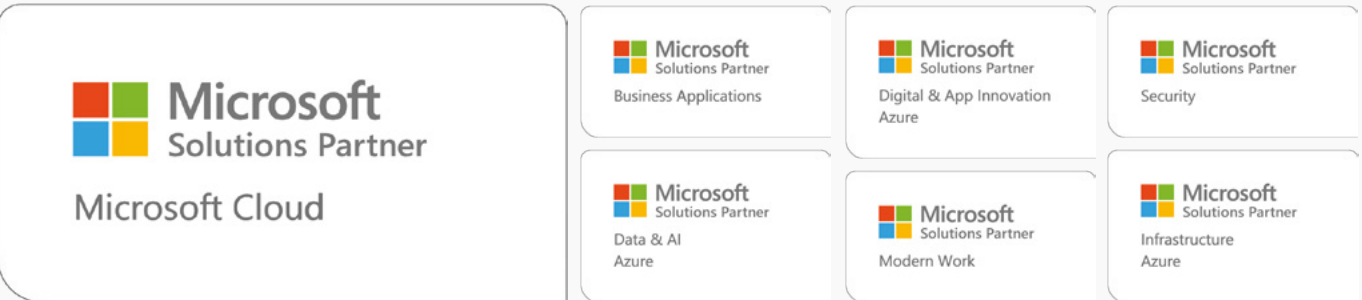 Microsoft
Solutions Partner
Microsoft Cloud
Microsoft
Solutions Partner
Business Applications
Microsoft
Solutions Partner
Digital & App Innovation
Azure
Microsoft
Solutions Partner
Security
Microsoft
Solutions Partner
Data & AI
Azure
Microsoft
Solutions Partner
Modern Work
Microsoft
Solutions Partner
Infrastructure
Azure